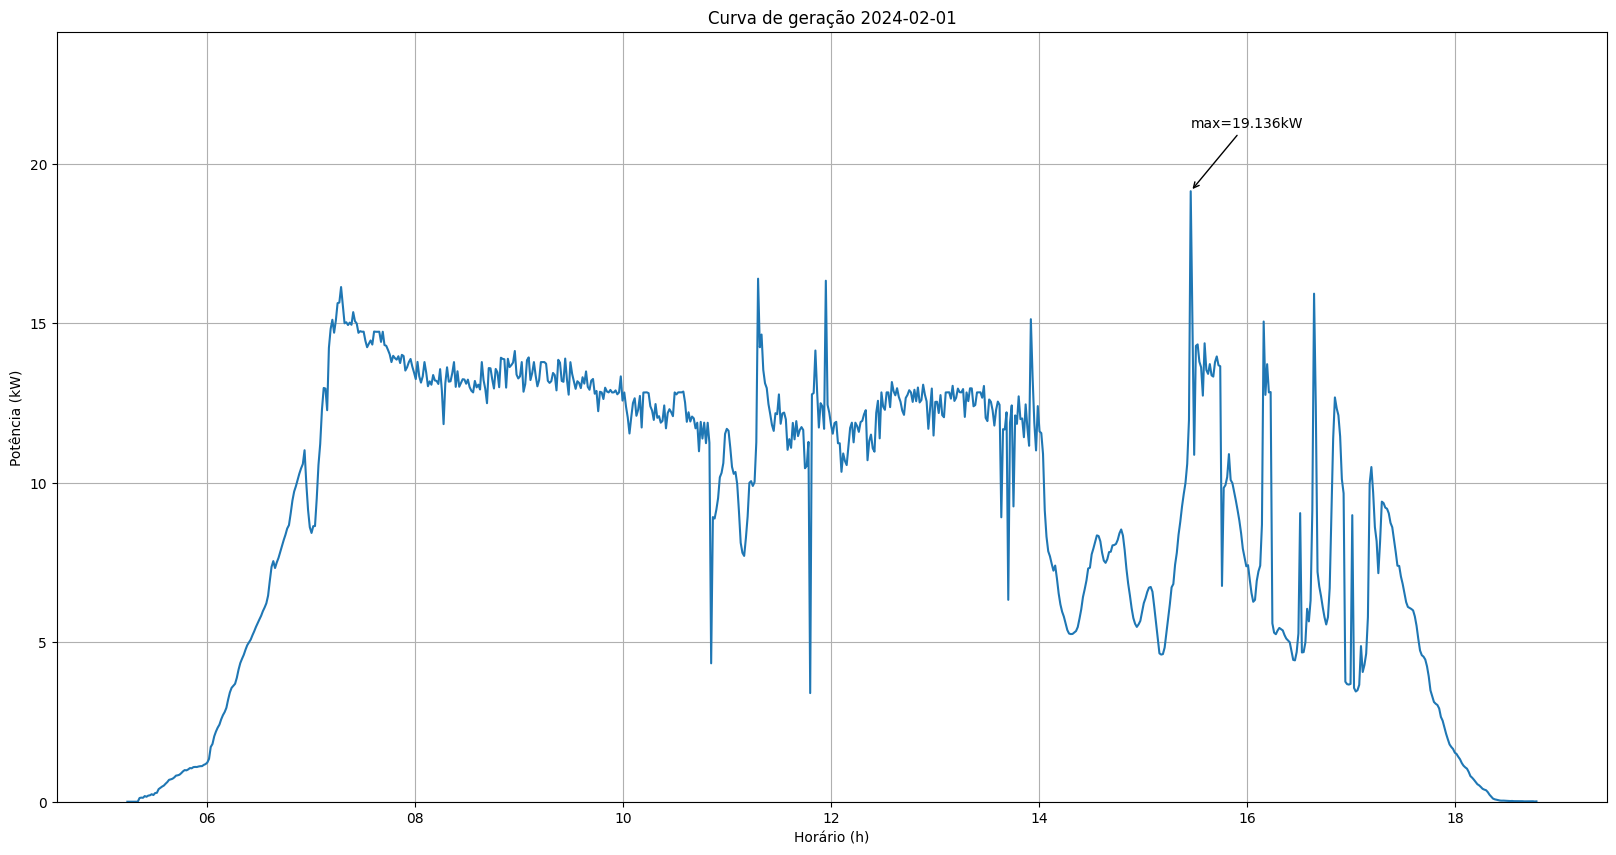 Curva de geração 2024-02-01
max=19.136kW
Potência (kW)
20
15
10
5
0
06 08 10 12 14 16 18
Horário (h)